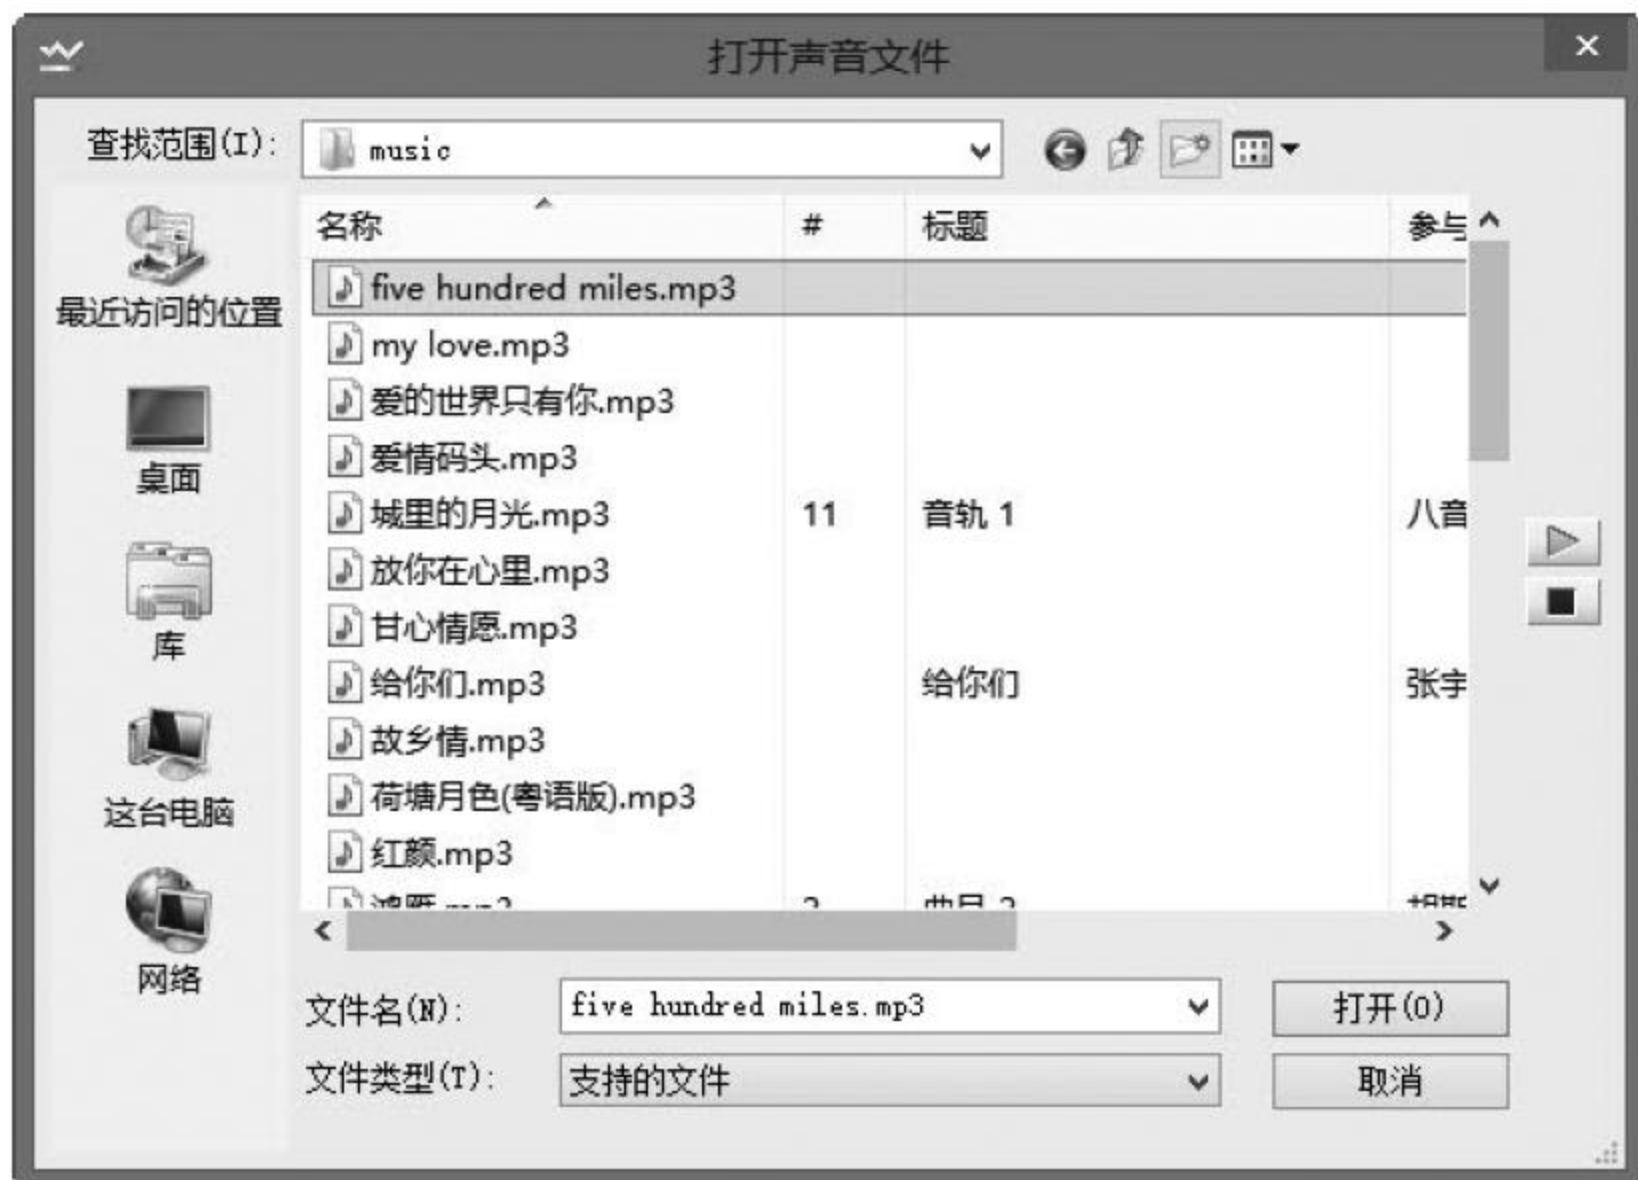 打开声音文件
查找范围(I):
music
名称
#
标题
参与
five hundred miles.mp3
my love.mp3
爱的世界只有你.mp3
爱情码头.mp3
城里的月光.mp3 11 音轨 1 八音
放你在心里.mp3
甘心情愿.mp3
给你们.mp3 给你们 张宇
故乡情.mp3
荷塘月色(粤语版).mp3
红颜.mp3
最近访问的位置
桌面
库
这台电脑
网络
文件名(N):
five hundred miles.mp3
打开(O)
文件类型(T):
支持的文件
取消